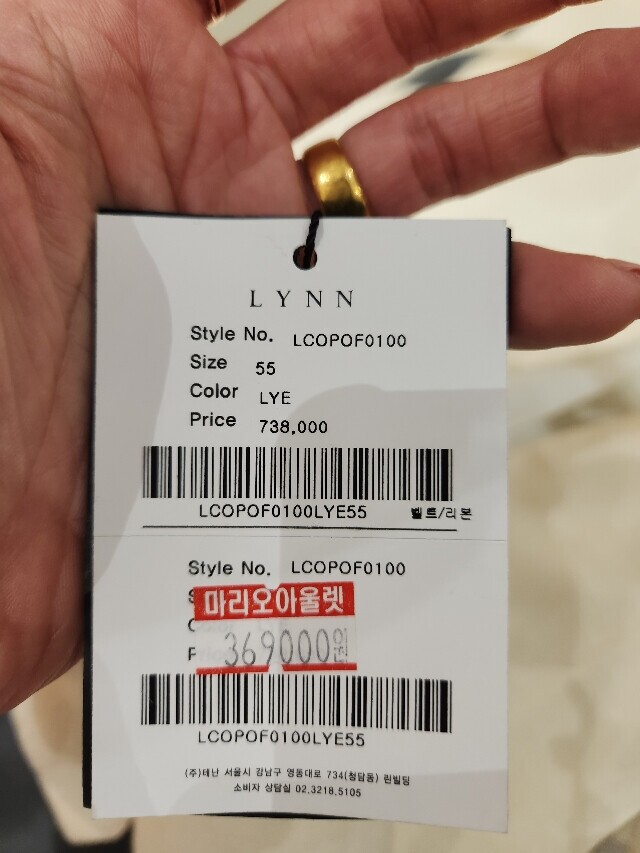 LYNN
Style No. LCOPOF0100
Size 55
Color LYE
Price 738,000
LCOPOF0100LYE55 벨트/리본
Style No. LCOPOF0100
S
마리오아울렛
C
P 369000원
LCOPOF0100LYE55
(주)테난 서울시 강남구 영동대로 734(청담동) 린빌딩
소비자 상담실 02.3218.5105